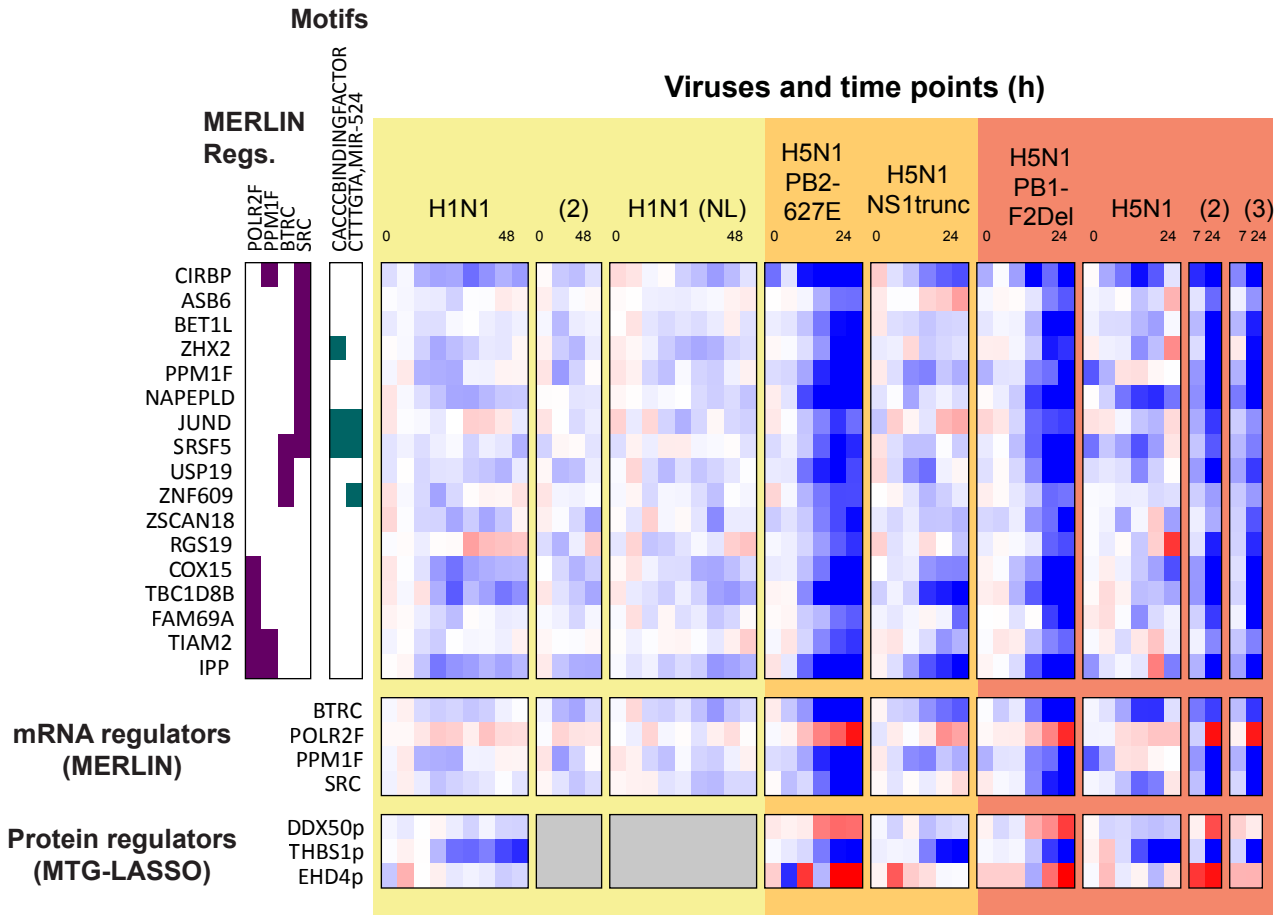 Motifs
Viruses and time points (h)
MERLIN
Regs.
POLR2F
PPM1F
BTRC
SRC
CACCCBINDINGFACTOR
CTTTGTA,MIR-524
H1N1
(2)
H1N1 (NL)
H5N1
PB2-
627E
H5N1
NS1trunc
H5N1
PB1-
F2Del
H5N1
(2)
(3)
0 48 0 48 0 48 0 24 0 24 0 24 0 24 7 24 7 24
CIRBP
ASB6
BET1L
ZHX2
PPM1F
NAPEPLD
JUND
SRSF5
USP19
ZNF609
ZSCAN18
RGS19
COX15
TBC1D8B
FAM69A
TIAM2
IPP
mRNA regulators
(MERLIN)
BTRC
POLR2F
PPM1F
SRC
Protein regulators
(MTG-LASSO)
DDX50p
THBS1p
EHD4p